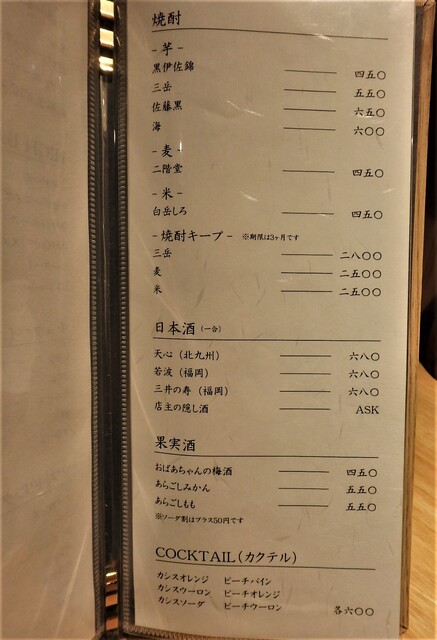 焼酎
- 芋 -
黒伊佐錦 四五〇
三岳 五五〇
佐藤黒 六五〇
海 六〇〇
- 麦 -
二階堂 四五〇
- 米 -
白岳しろ 四五〇
- 焼酎キープ - ※期限は3ヶ月です
三岳 二八〇〇
麦 二五〇〇
米 二五〇〇
日本酒 (一合)
天心 (北九州) 六八〇
若波 (福岡) 六八〇
三井の寿 (福岡) 六八〇
店主の隠し酒 ASK
果実酒
おばあちゃんの梅酒 四五〇
あらごしみかん 五五〇
あらごしもも 五五〇
※ソーダ割はプラス50円です
COCKTAIL(カクテル)
カシスオレンジ ピーチパイン
カシスウーロン ピーチオレンジ
カシスソーダ ピーチウーロン 各六〇〇